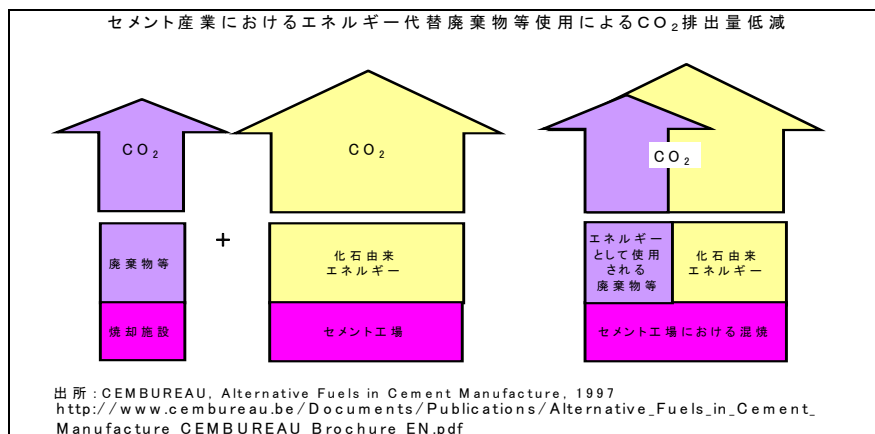 セメント産業におけるエネルギー代替廃棄物等使用によるCO₂排出量低減
CO₂
CO₂
CO₂
廃棄物等
+
化石由来
エネルギー
エネルギー
として使用
される
廃棄物等
化石由来
エネルギー
焼却施設
セメント工場
セメント工場における混焼
出所:CEMBUREAU, Alternative Fuels in Cement Manufacture, 1997
http://www.cembureau.be/Documents/Publications/Alternative_Fuels_in_Cement_
Manufacture CEMBUREAU Brochure EN.pdf